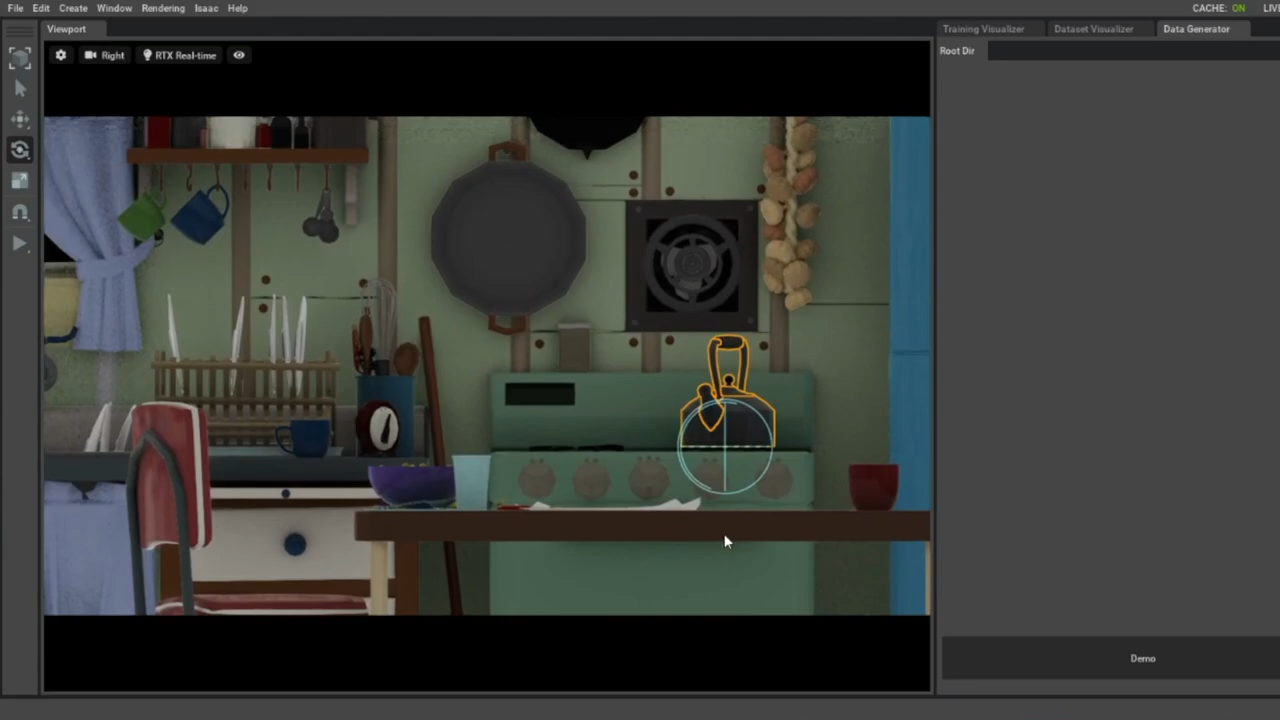 File Edit Create Window Rendering Isaac Help CACHE: ON LIV
Viewport Training Visualizer Dataset Visualizer Data Generator
Right RTX Real-time Root Dir
Demo